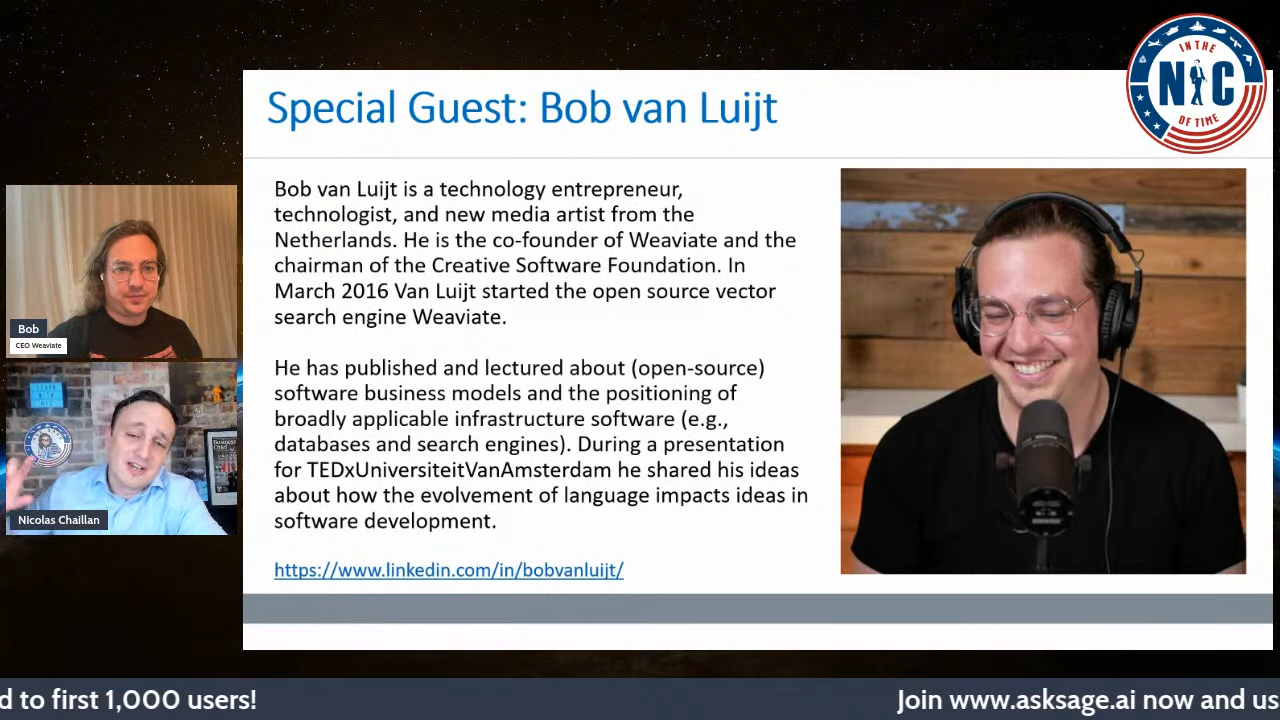 IN THE
NIC
OF TIME
Special Guest: Bob van Luijt
Bob van Luijt is a technology entrepreneur,
technologist, and new media artist from the
Netherlands. He is the co-founder of Weaviate and the
chairman of the Creative Software Foundation. In
March 2016 Van Luijt started the open source vector
search engine Weaviate.
He has published and lectured about (open-source)
software business models and the positioning of
broadly applicable infrastructure software (e.g.,
databases and search engines). During a presentation
for TEDxUniversiteitVanAmsterdam he shared his ideas
about how the evolvement of language impacts ideas in
software development.
https://www.linkedin.com/in/bobvanluijt/
Bob
CEO Weaviate
Nicolas Chaillan
d to first 1,000 users!
Join www.asksage.ai now and us